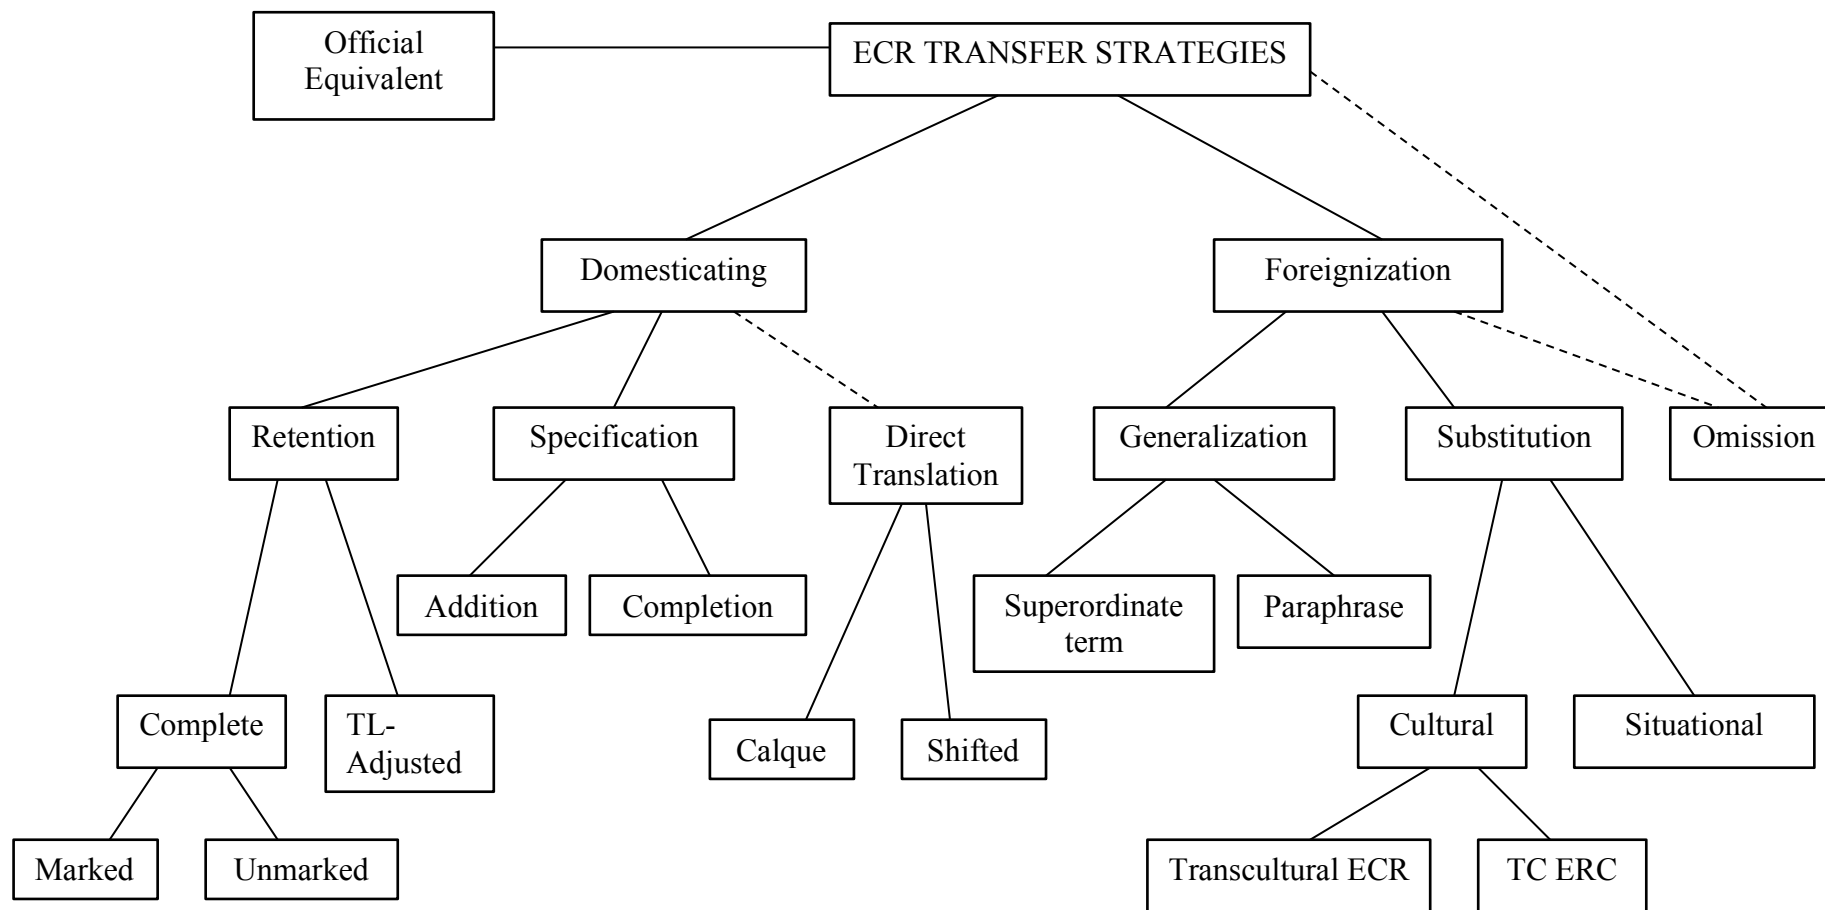 Official
Equivalent
ECR TRANSFER STRATEGIES
Domesticating
Foreignization
Retention
Specification
Direct
Translation
Generalization
Substitution
Omission
Addition
Completion
Superordinate
term
Paraphrase
Complete
TL-
Adjusted
Calque
Shifted
Cultural
Situational
Marked
Unmarked
Transcultural ECR
TC ERC